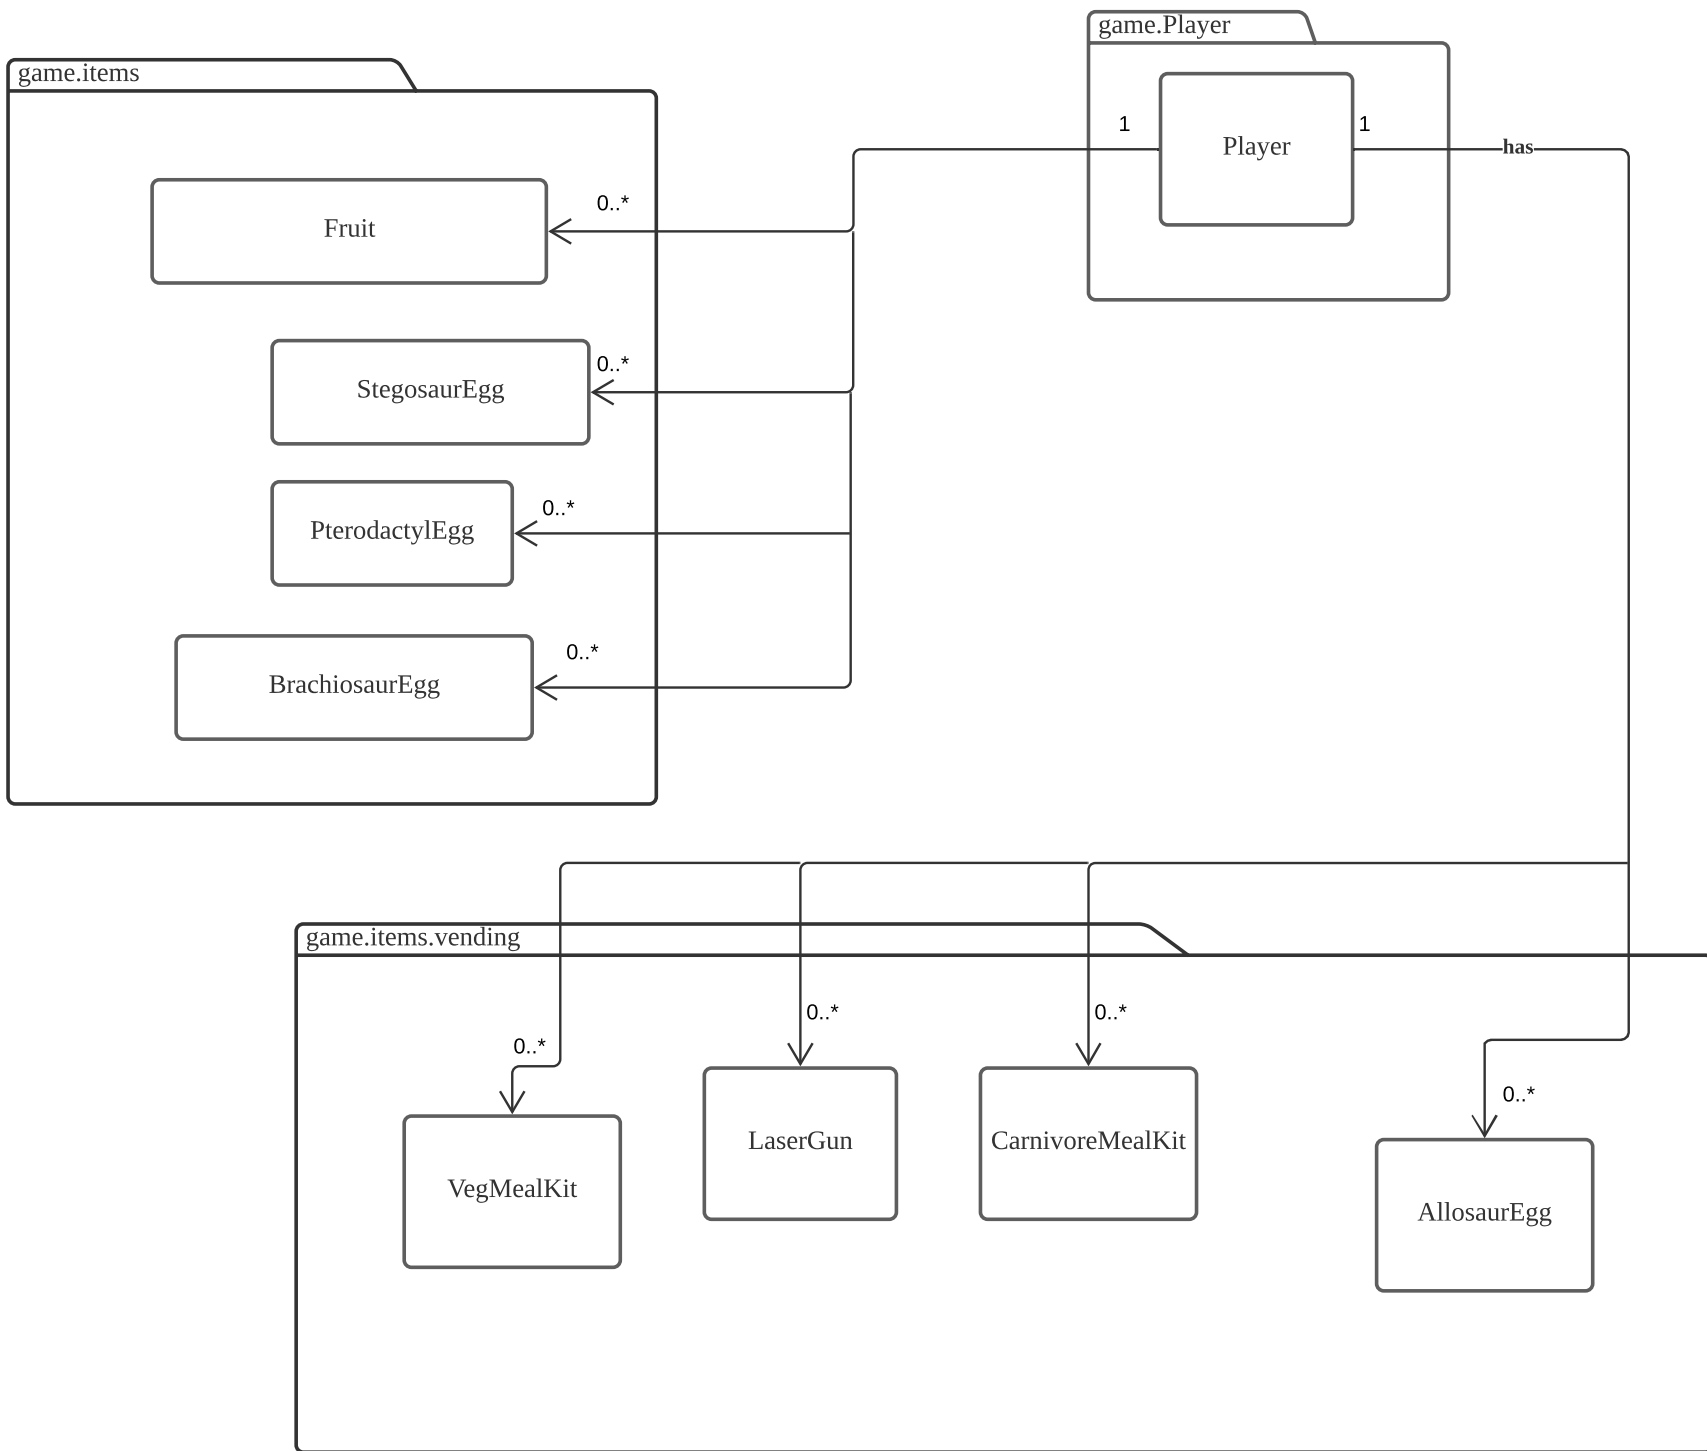 game.Player
game.items
Player
1
1
has
Fruit
0..*
StegosaurEgg
0..*
PterodactylEgg
0..*
BrachiosaurEgg
0..*
game.items.vending
0..*
0..*
0..*
0..*
VegMealKit
LaserGun
CarnivoreMealKit
AllosaurEgg